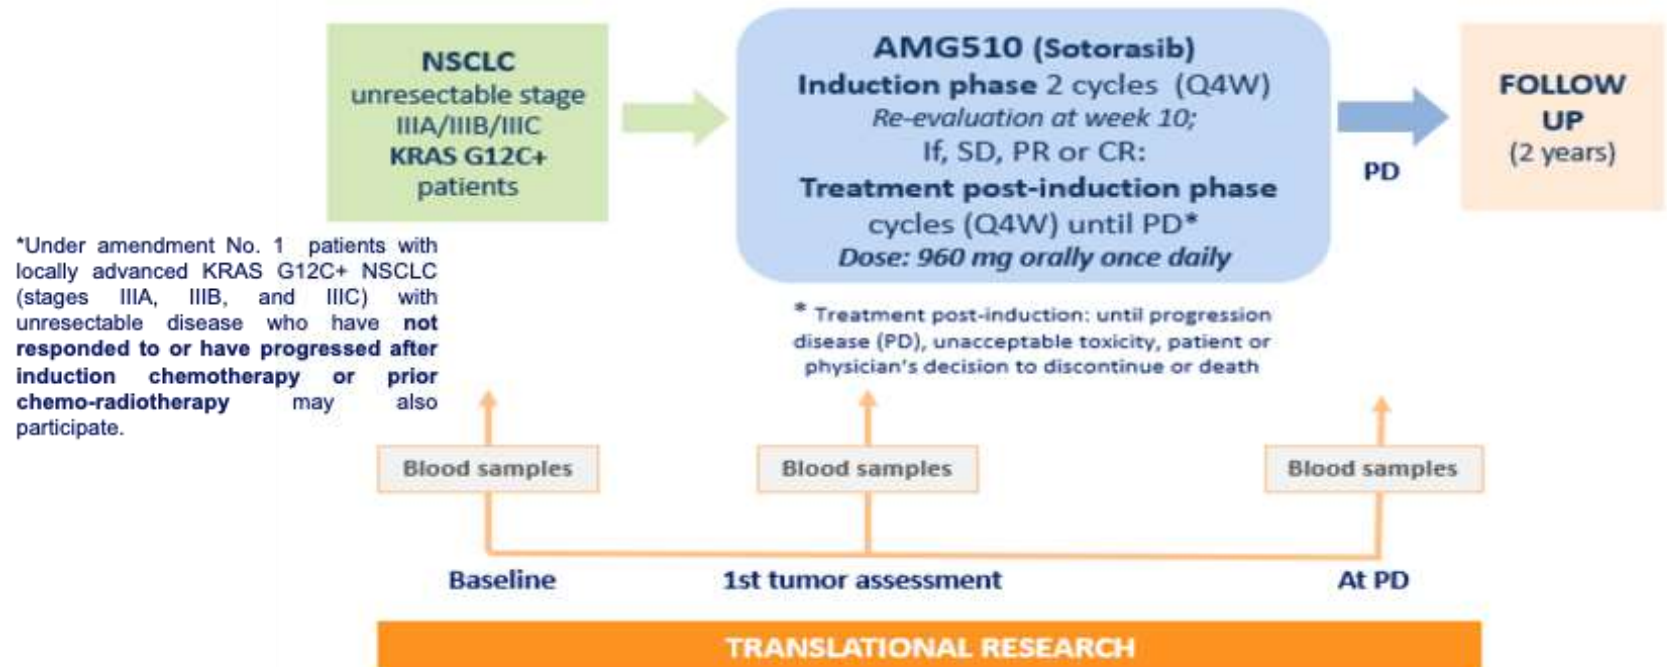 NSCLC
unresectable stage
IIIA/IIIB/IIIC
KRAS G12C+
patients
AMG510 (Sotorasib)
Induction phase 2 cycles (Q4W)
Re-evaluation at week 10;
If, SD, PR or CR:
Treatment post-induction phase
cycles (Q4W) until PD*
Dose: 960 mg orally once daily
PD
FOLLOW
UP
(2 years)
*Under amendment No. 1 patients with
locally advanced KRAS G12C+ NSCLC
(stages IIIA, IIIB, and IIIC) with
unresectable disease who have not
responded to or have progressed after
induction chemotherapy or prior
chemo-radiotherapy may also
participate.
* Treatment post-induction: until progression
disease (PD), unacceptable toxicity, patient or
physician's decision to discontinue or death
Blood samples
Blood samples
Blood samples
Baseline
1st tumor assessment
At PD
TRANSLATIONAL RESEARCH